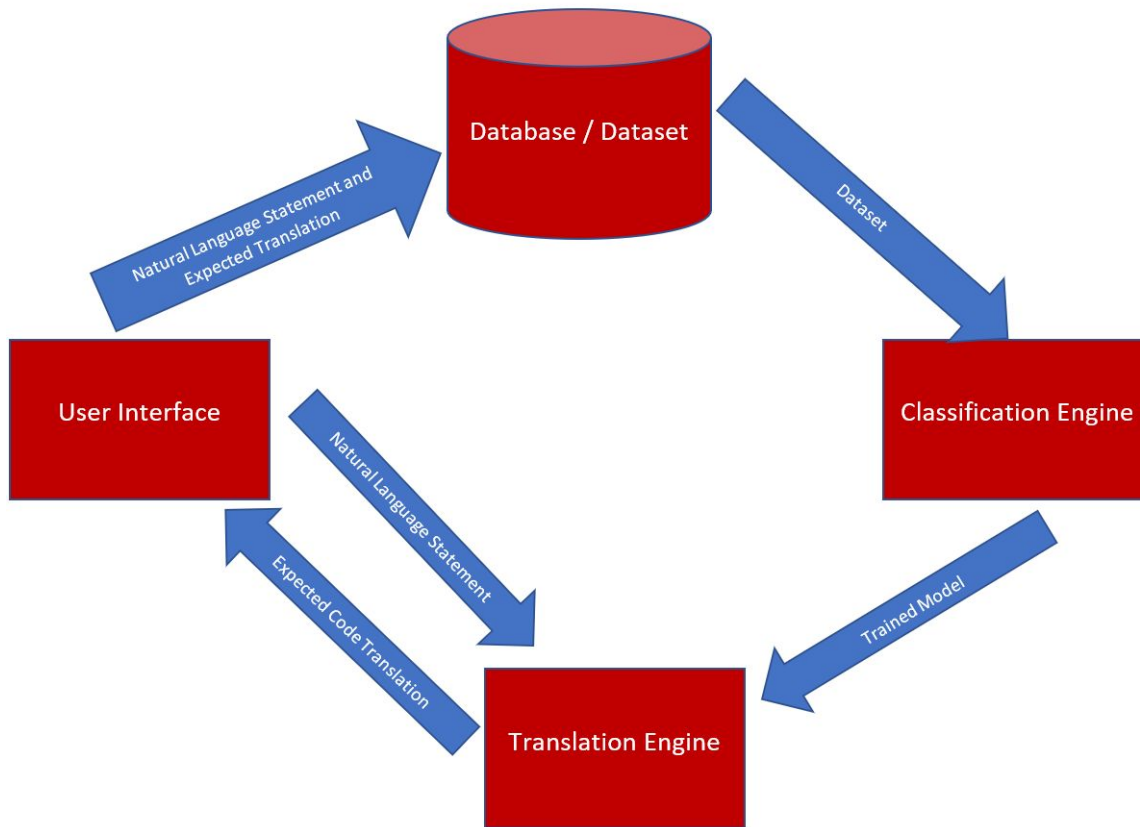 Database / Dataset
Natural Language Statement and
Expected Translation
Dataset
User Interface
Classification Engine
Natural Language Statement
Expected Code Translation
Trained Model
Translation Engine